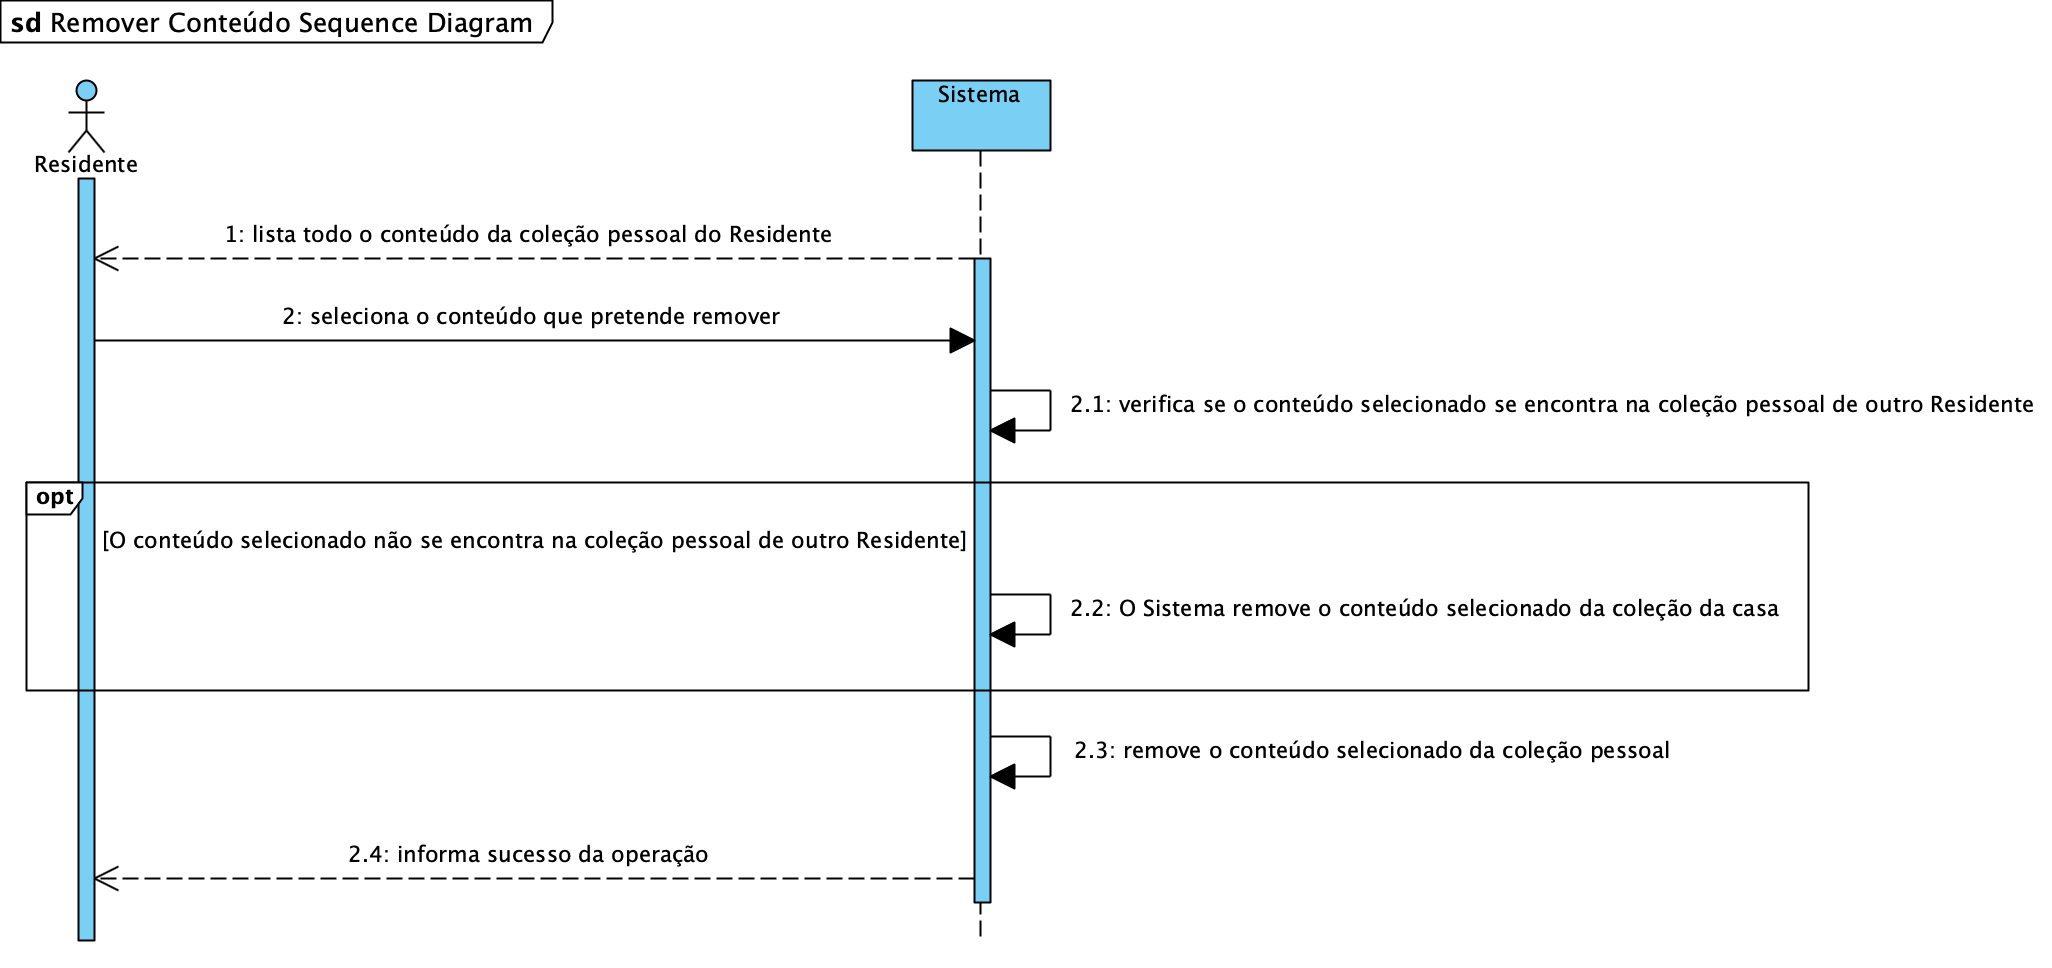 sd Remover Conteúdo Sequence Diagram
Sistema
Residente
1: lista todo o conteúdo da coleção pessoal do Residente
2: seleciona o conteúdo que pretende remover
2.1: verifica se o conteúdo selecionado se encontra na coleção pessoal de outro Residente
opt
[O conteúdo selecionado não se encontra na coleção pessoal de outro Residente]
2.2: O Sistema remove o conteúdo selecionado da coleção da casa
2.3: remove o conteúdo selecionado da coleção pessoal
2.4: informa sucesso da operação